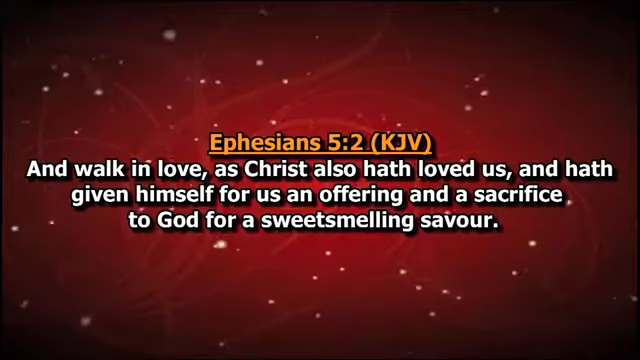 Ephesians 5:2 (KJV)
And walk in love, as Christ also hath loved us, and hath
given himself for us an offering and a sacrifice
to God for a sweetsmelling savour.